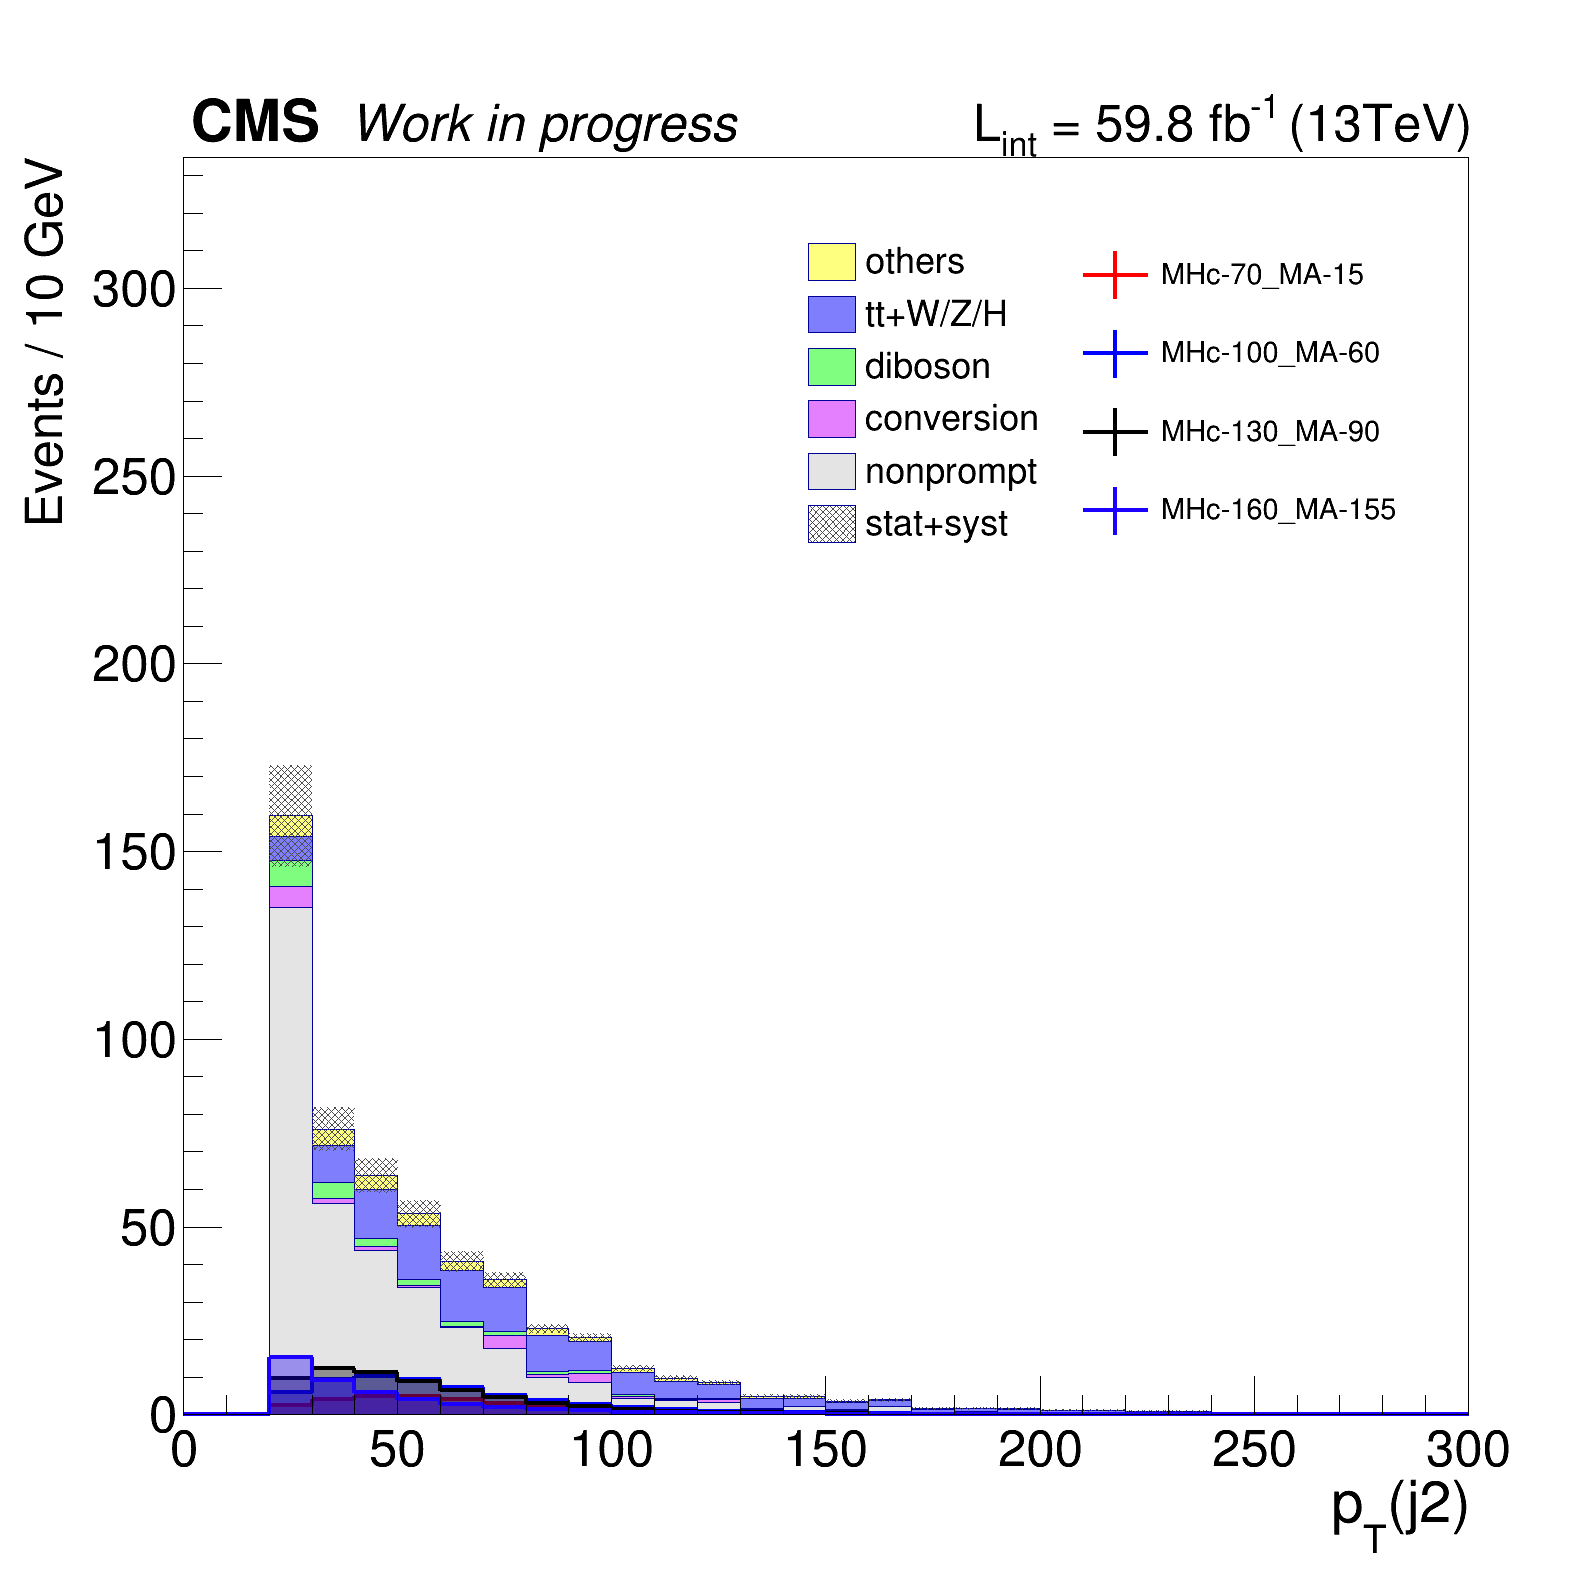 CMS Work in progress
L_int = 59.8 fb^-1 (13TeV)
Events / 10 GeV
300
250
200
150
100
50
0
others
tt+W/Z/H
diboson
conversion
nonprompt
stat+syst
MHc-70_MA-15
MHc-100_MA-60
MHc-130_MA-90
MHc-160_MA-155
0 50 100 150 200 250 300
p_T(j2)